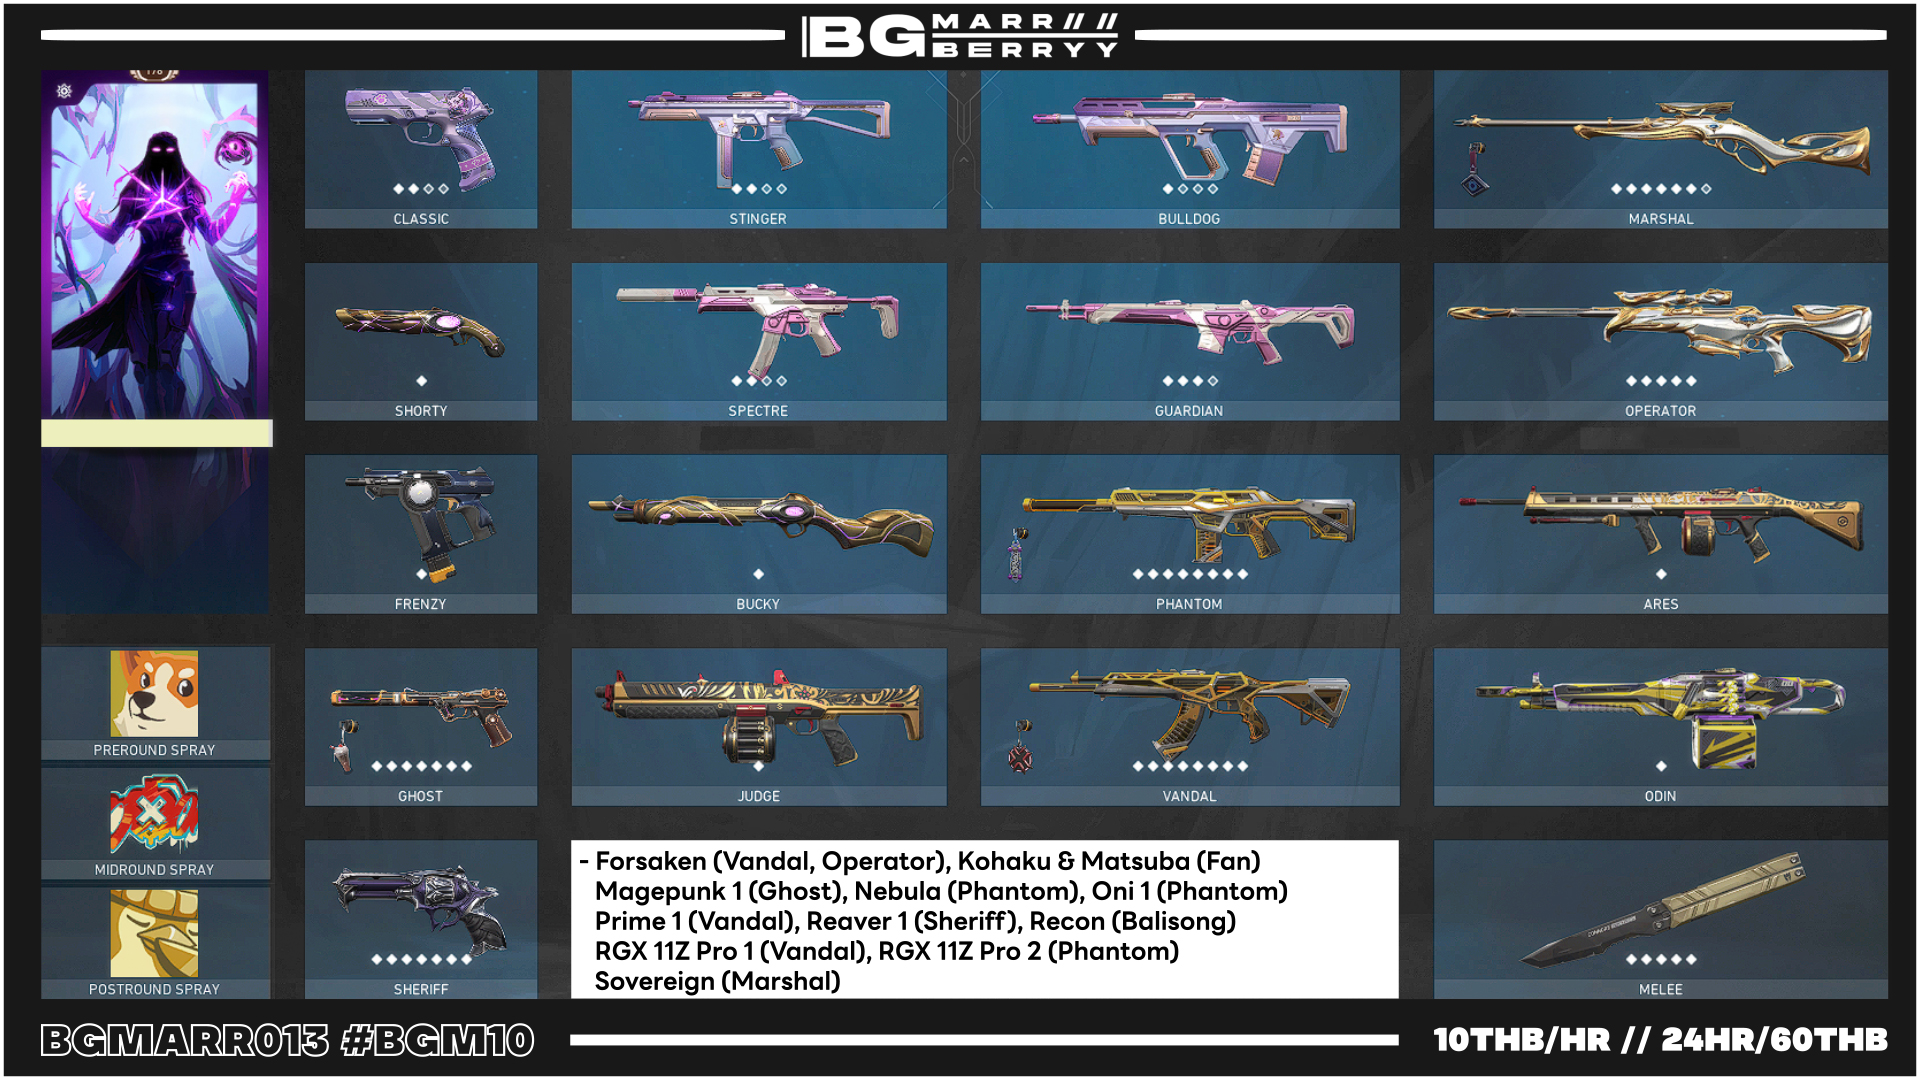 BG MARR// //
BERRYY
CLASSIC
STINGER
BULLDOG
MARSHAL
SHORTY
SPECTRE
GUARDIAN
OPERATOR
FRENZY
BUCKY
PHANTOM
ARES
PREROUND SPRAY
GHOST
JUDGE
VANDAL
ODIN
MIDROUND SPRAY
POSTROUND SPRAY
SHERIFF
- Forsaken (Vandal, Operator), Kohaku & Matsuba (Fan)
Magepunk 1 (Ghost), Nebula (Phantom), Oni 1 (Phantom)
Prime 1 (Vandal), Reaver 1 (Sheriff), Recon (Balisong)
RGX 11Z Pro 1 (Vandal), RGX 11Z Pro 2 (Phantom)
Sovereign (Marshal)
MELEE
BGMARR013 #BGM10
10THB/HR // 24HR/60THB